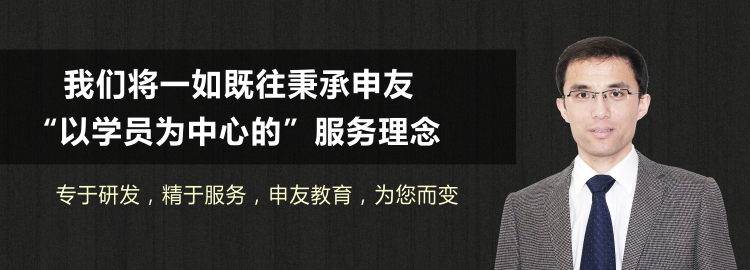 我们将一如既往秉承申友
“以学员为中心的”服务理念
专于研发，精于服务，申友教育，为您而变